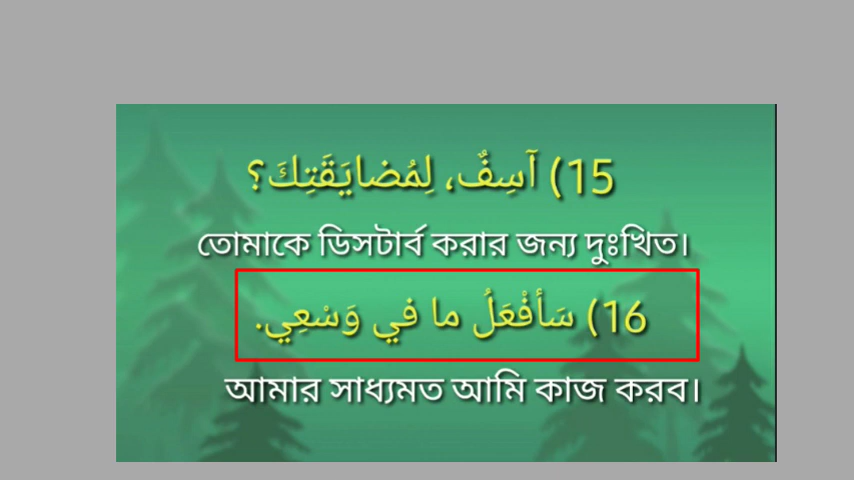 15) آسِفٌ، لِمُضايَقَتِكَ؟
তোমাকে ডিসটার্ব করার জন্য দুঃখিত।
16) سَأفْعَلُ ما في وَسْعِي.
আমার সাধ্যমত আমি কাজ করব।